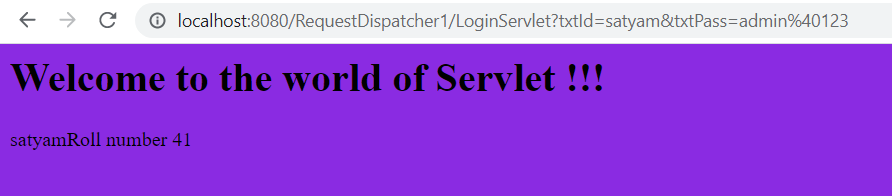 localhost:8080/RequestDispatcher1/LoginServlet?txtId=satyam&txtPass=admin%40123
Welcome to the world of Servlet !!!
satyamRoll number 41